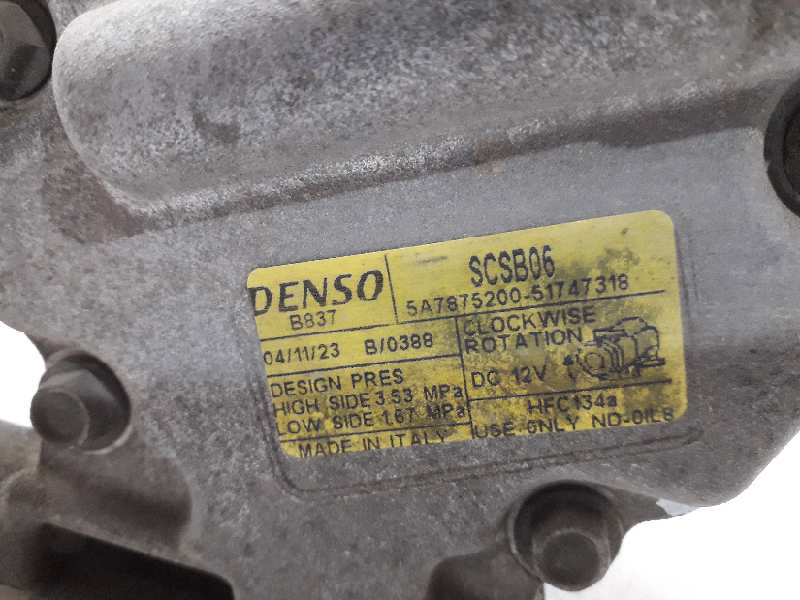 DENSO
B837
SCSB06
5A7875200-51747318
04/11/23 B/0388
CLOCKWISE
ROTATION
DC 12V
DESIGN PRES
HIGH SIDE 3.53 MPa
LOW SIDE 1.67 MPa
HFC134a
USE ONLY ND-OIL8
MADE IN ITALY